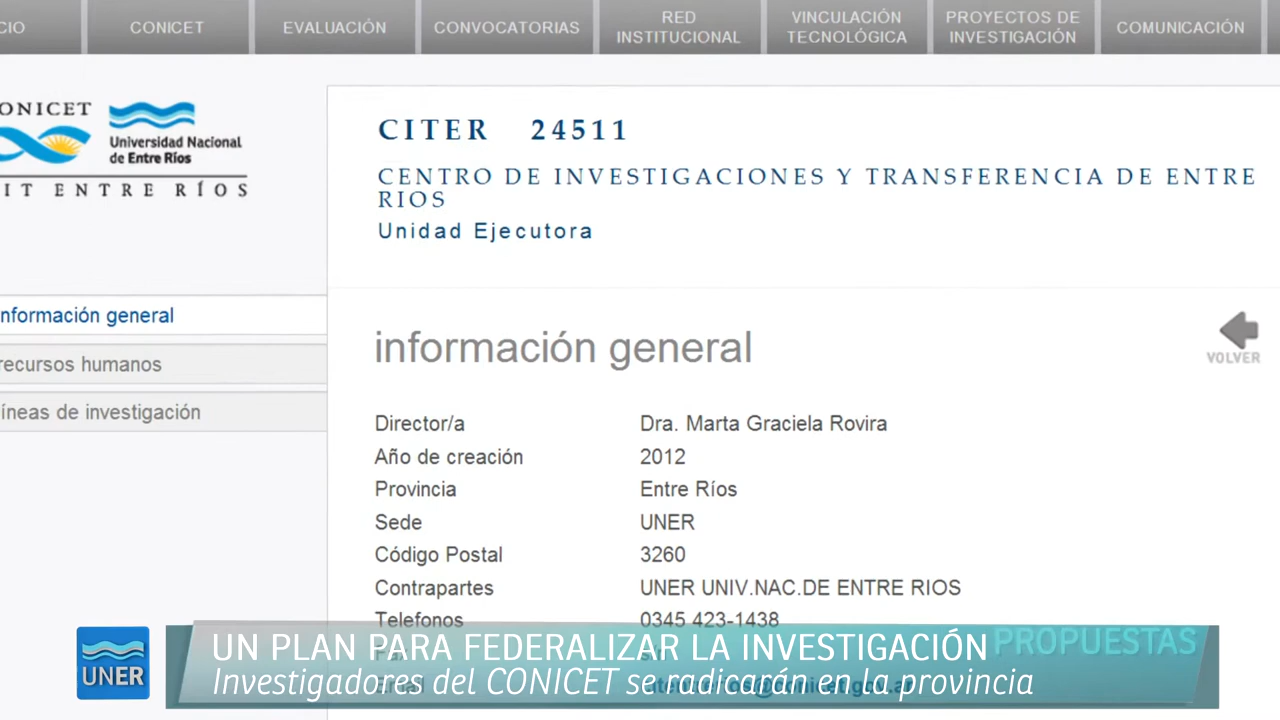 CIO
CONICET
EVALUACIÓN
CONVOCATORIAS
RED
INSTITUCIONAL
VINCULACIÓN
TECNOLÓGICA
PROYECTOS DE
INVESTIGACIÓN
COMUNICACIÓN
ONICET
Universidad Nacional
de Entre Ríos
IT ENTRE RÍOS
CITER 24511
CENTRO DE INVESTIGACIONES Y TRANSFERENCIA DE ENTRE
RIOS
Unidad Ejecutora
nformación general
recursos humanos
íneas de investigación
información general
VOLVER
Director/a Dra. Marta Graciela Rovira
Año de creación 2012
Provincia Entre Ríos
Sede UNER
Código Postal 3260
Contrapartes UNER UNIV.NAC.DE ENTRE RIOS
Telefonos 0345 423-1438
UNER
UN PLAN PARA FEDERALIZAR LA INVESTIGACIÓN
PROPUESTAS
Investigadores del CONICET se radicarán en la provincia